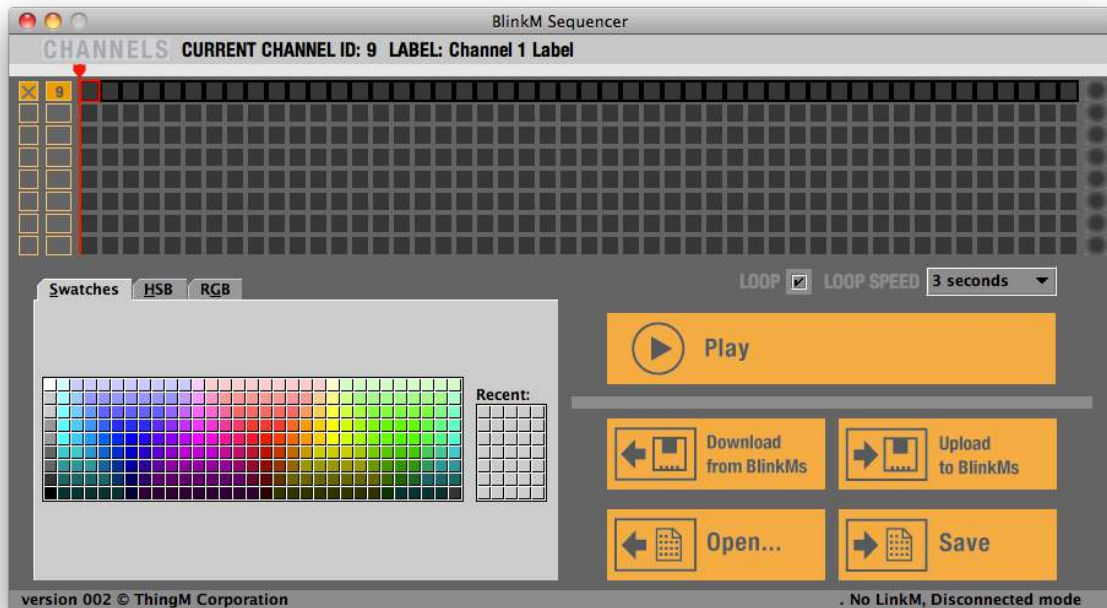 BlinkM Sequencer
CHANNELS CURRENT CHANNEL ID: 9 LABEL: Channel 1 Label
9
Swatches HSB RGB
LOOP LOOP SPEED 3 seconds
Play
Recent:
Download
from BlinkMs
Upload
to BlinkMs
Open...
Save
version 002 © ThingM Corporation
. No LinkM, Disconnected mode